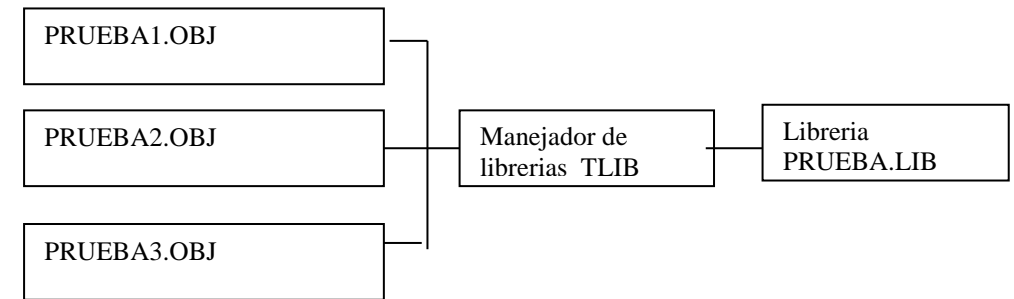 PRUEBA1.OBJ
PRUEBA2.OBJ
PRUEBA3.OBJ
Manejador de
librerias TLIB
Libreria
PRUEBA.LIB